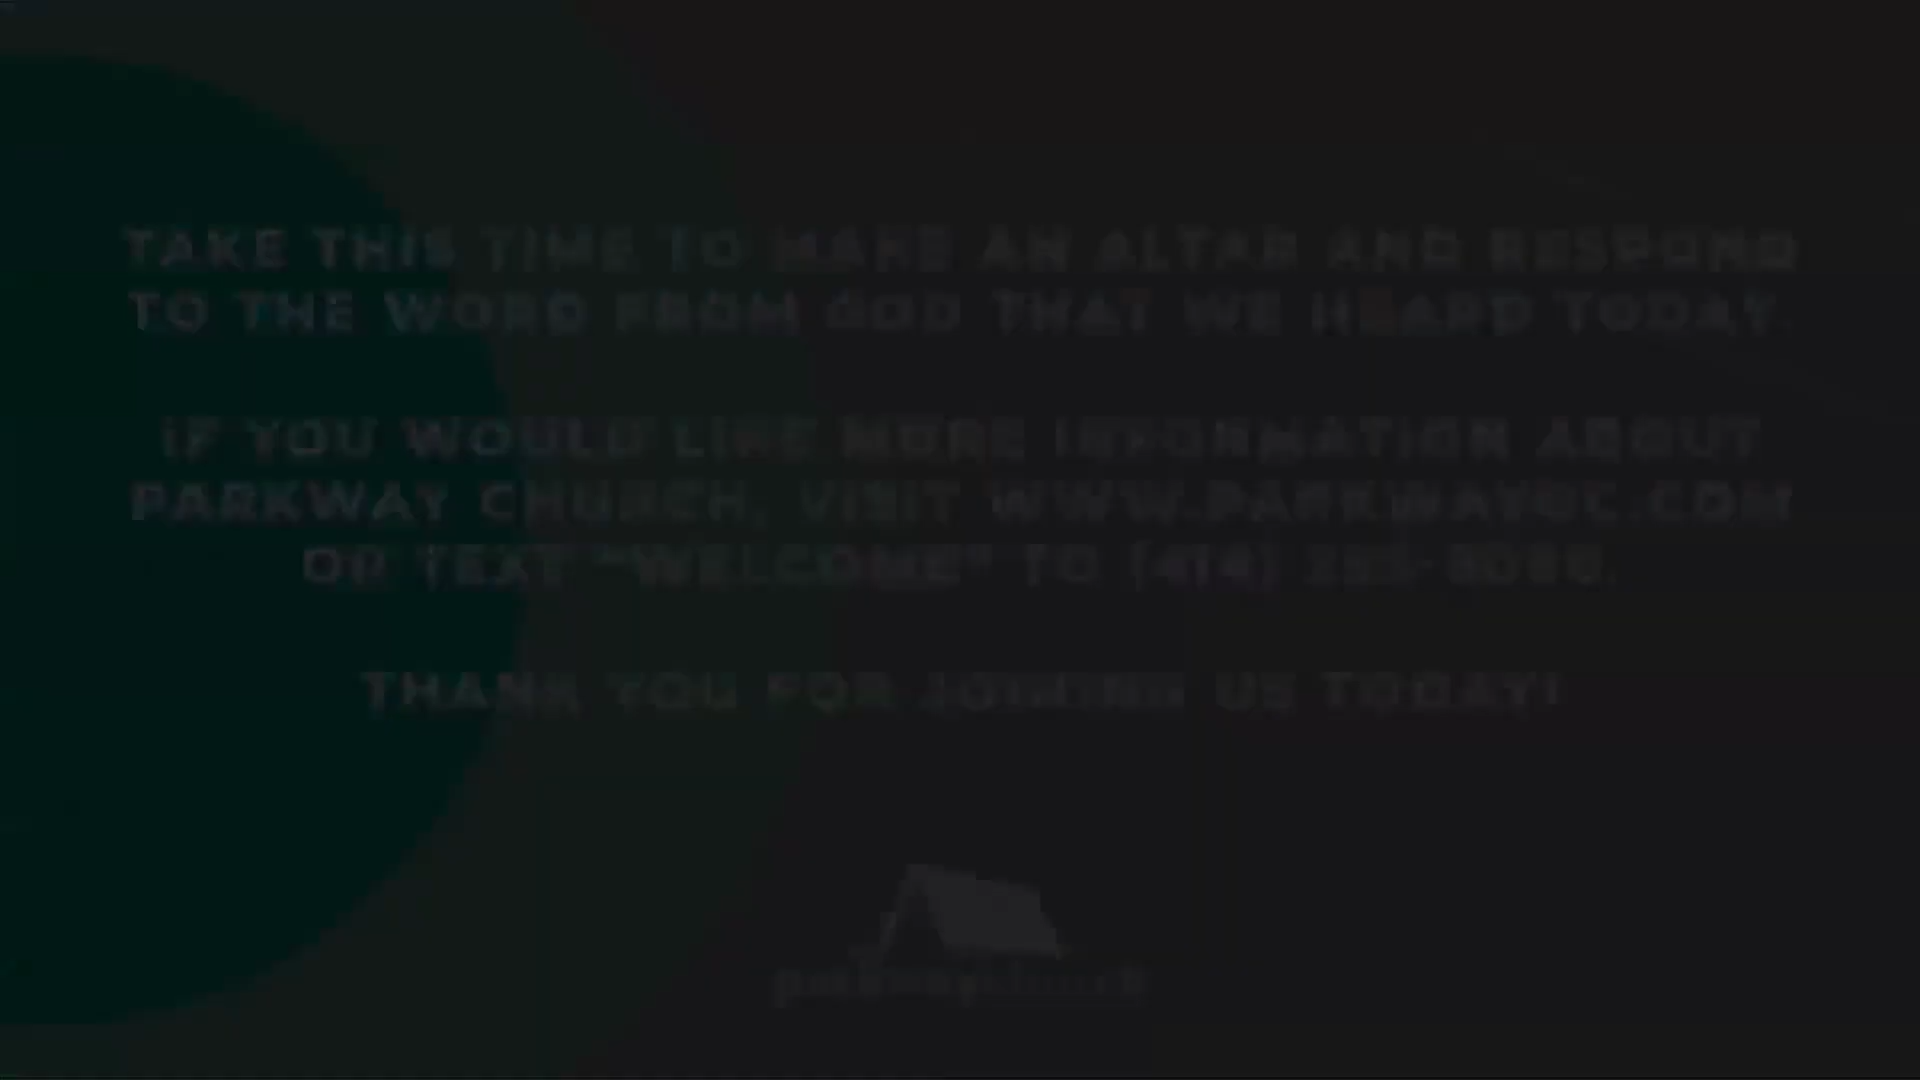 TAKE THIS TIME TO MAKE AN ALTAR AND RESPOND
TO THE WORD FROM GOD THAT WE HEARD TODAY.
IF YOU WOULD LIKE MORE INFORMATION ABOUT
PARKWAY CHURCH, VISIT
OR TEXT "WELCOME" TO
THANK YOU FOR JOINING US TODAY!
parkwaychurch